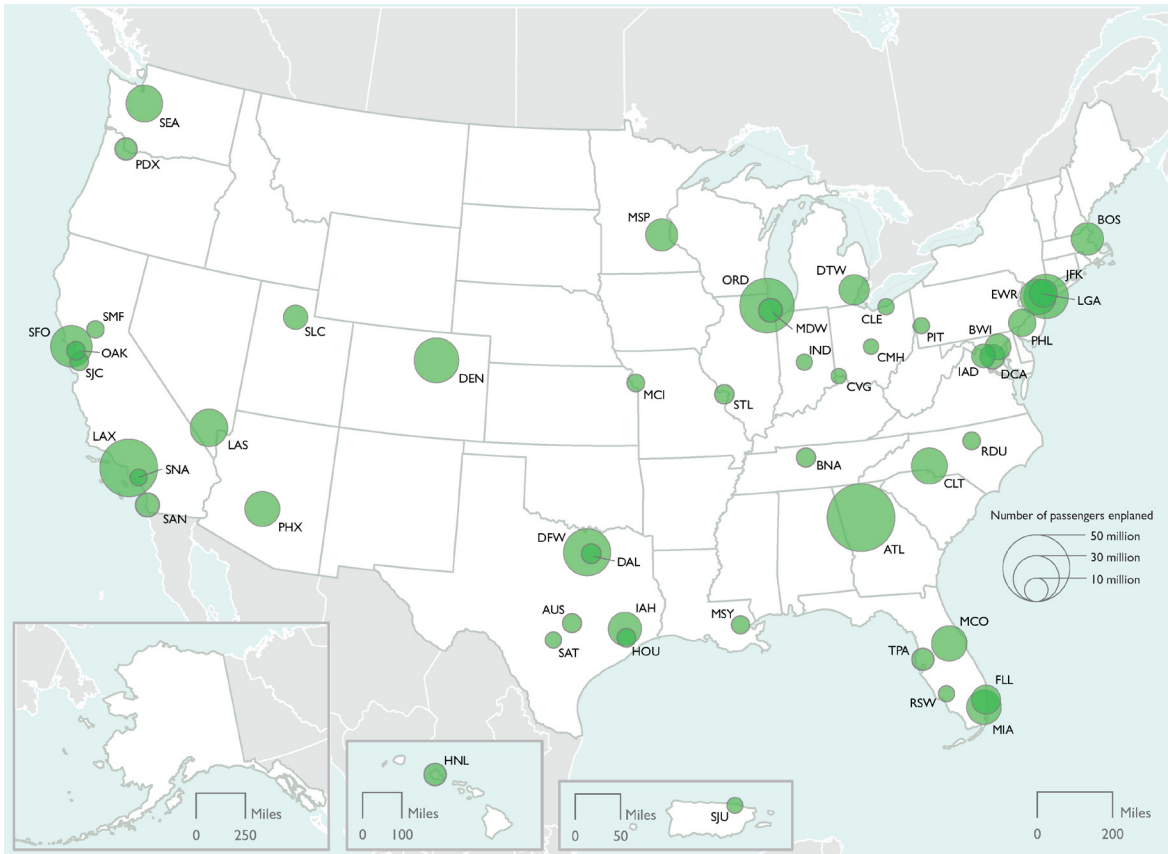 SEA
PDX
MSP
BOS
ORD
DTW
JFK
EWR
LGA
SMF
SLC
CLE
MDW
SFO
OAK
PIT
BWI
PHL
IND
CMH
SJC
DEN
IAD
DCA
MCI
CVG
STL
LAX
LAS
SNA
BNA
RDU
CLT
SAN
PHX
Number of passengers enplaned
50 million
30 million
10 million
DFW
DAL
ATL
AUS
IAH
MSY
MCO
SAT
HOU
TPA
FLL
RSW
MIA
HNL
SJU
Miles
0 250
Miles
0 100
Miles
0 50
Miles
0 200